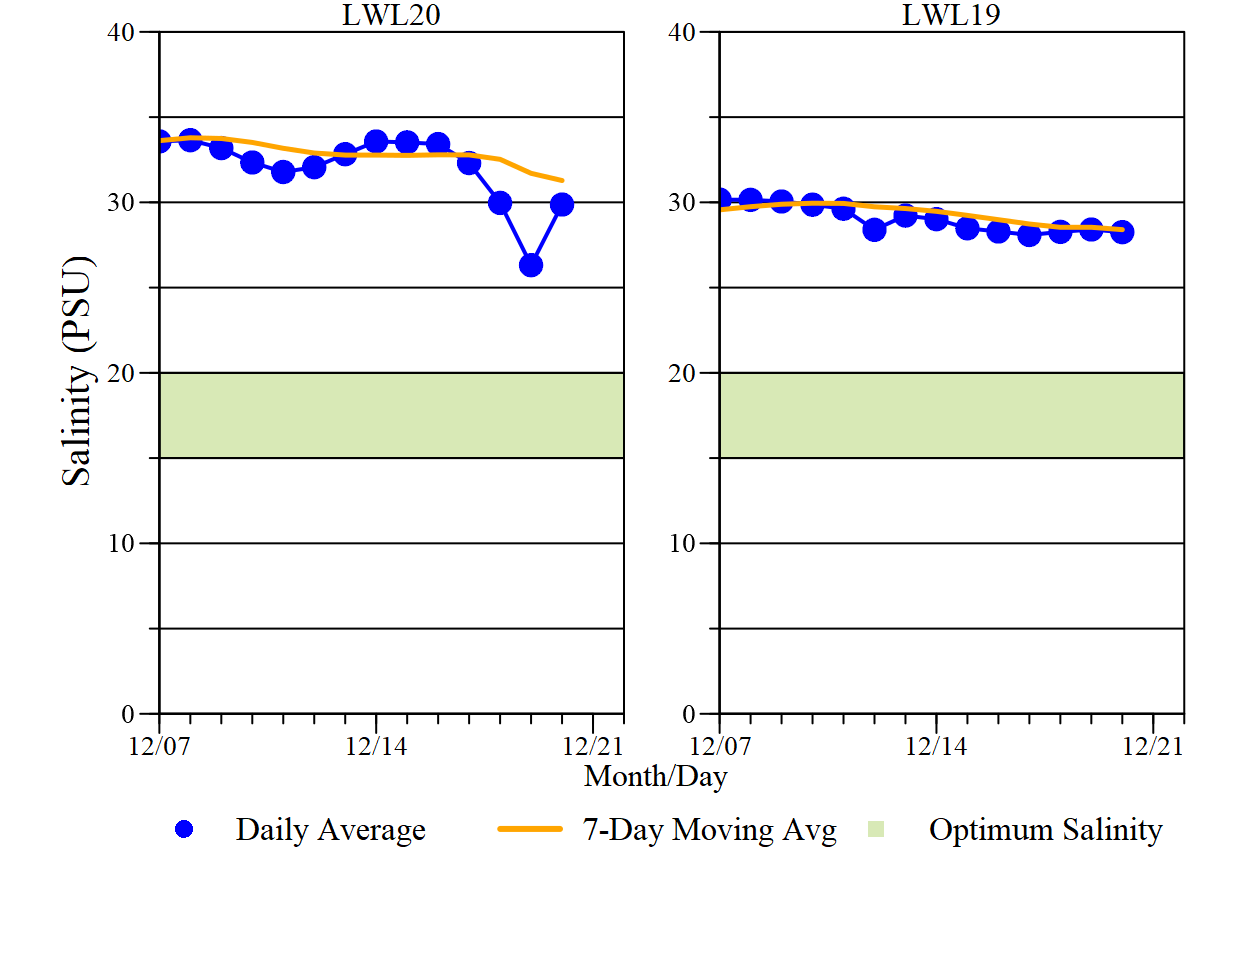 LWL20
LWL19
40
30
20
10
0
40
30
20
10
0
Salinity (PSU)
12/07
12/14
12/21
12/07
12/14
12/21
Month/Day
Daily Average
7-Day Moving Avg
Optimum Salinity